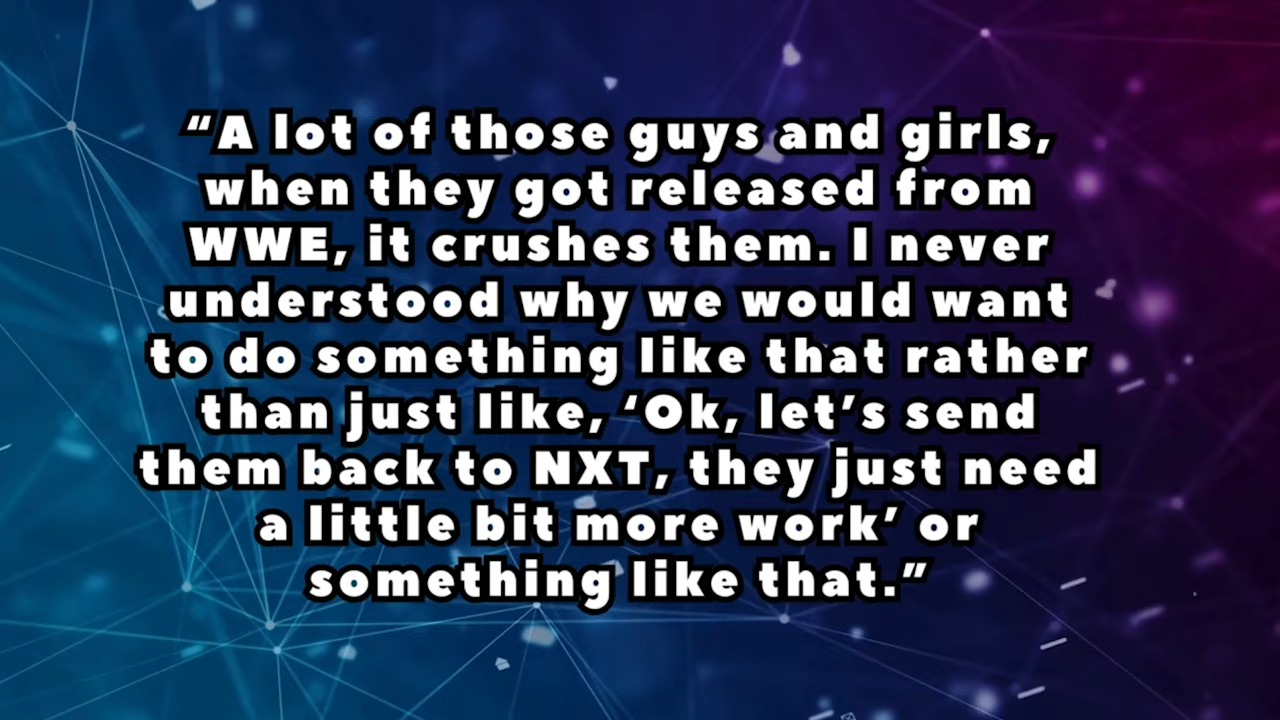 “A lot of those guys and girls,
when they got released from
WWE, it crushes them. I never
understood why we would want
to do something like that rather
than just like, ‘Ok, let’s send
them back to NXT, they just need
a little bit more work’ or
something like that.”